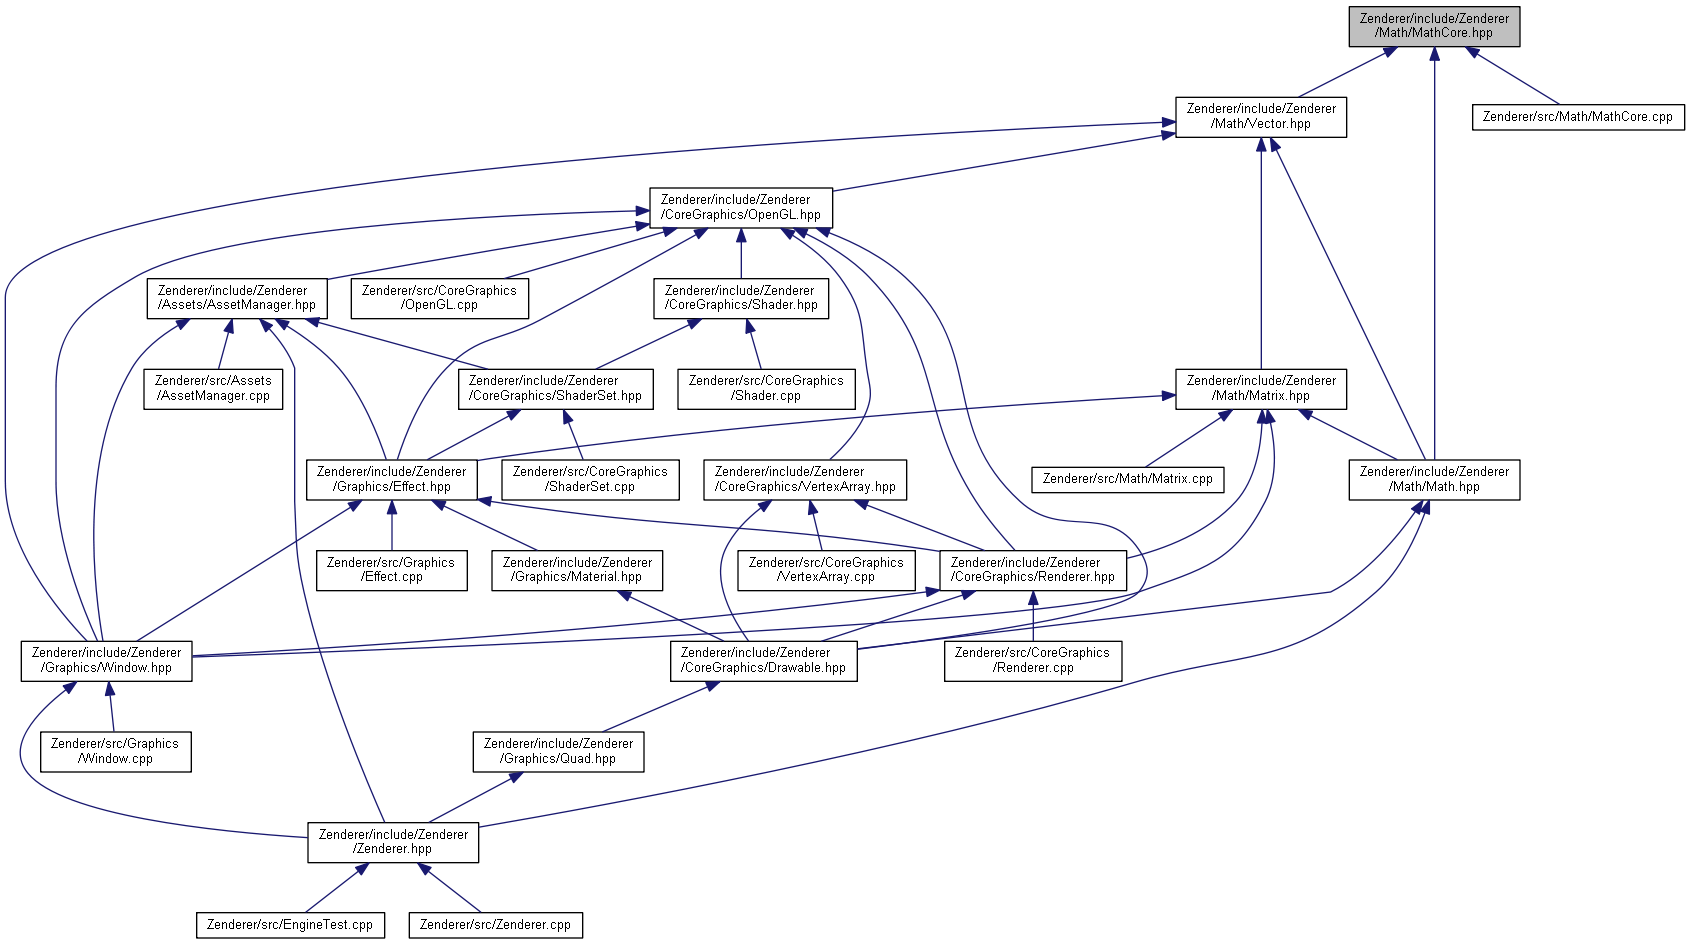 Zenderer/include/Zenderer
/Math/MathCore.hpp
Zenderer/include/Zenderer
/Math/Vector.hpp
Zenderer/src/Math/MathCore.cpp
Zenderer/include/Zenderer
/CoreGraphics/OpenGL.hpp
Zenderer/include/Zenderer
/Assets/AssetManager.hpp
Zenderer/src/CoreGraphics
/OpenGL.cpp
Zenderer/include/Zenderer
/CoreGraphics/Shader.hpp
Zenderer/src/Assets
/AssetManager.cpp
Zenderer/include/Zenderer
/CoreGraphics/ShaderSet.hpp
Zenderer/src/CoreGraphics
/Shader.cpp
Zenderer/include/Zenderer
/Math/Matrix.hpp
Zenderer/include/Zenderer
/Graphics/Effect.hpp
Zenderer/src/CoreGraphics
/ShaderSet.cpp
Zenderer/include/Zenderer
/CoreGraphics/VertexArray.hpp
Zenderer/src/Math/Matrix.cpp
Zenderer/include/Zenderer
/Math/Math.hpp
Zenderer/src/Graphics
/Effect.cpp
Zenderer/include/Zenderer
/Graphics/Material.hpp
Zenderer/src/CoreGraphics
/VertexArray.cpp
Zenderer/include/Zenderer
/CoreGraphics/Renderer.hpp
Zenderer/include/Zenderer
/Graphics/Window.hpp
Zenderer/include/Zenderer
/CoreGraphics/Drawable.hpp
Zenderer/src/CoreGraphics
/Renderer.cpp
Zenderer/src/Graphics
/Window.cpp
Zenderer/include/Zenderer
/Graphics/Quad.hpp
Zenderer/include/Zenderer
/Zenderer.hpp
Zenderer/src/EngineTest.cpp
Zenderer/src/Zenderer.cpp